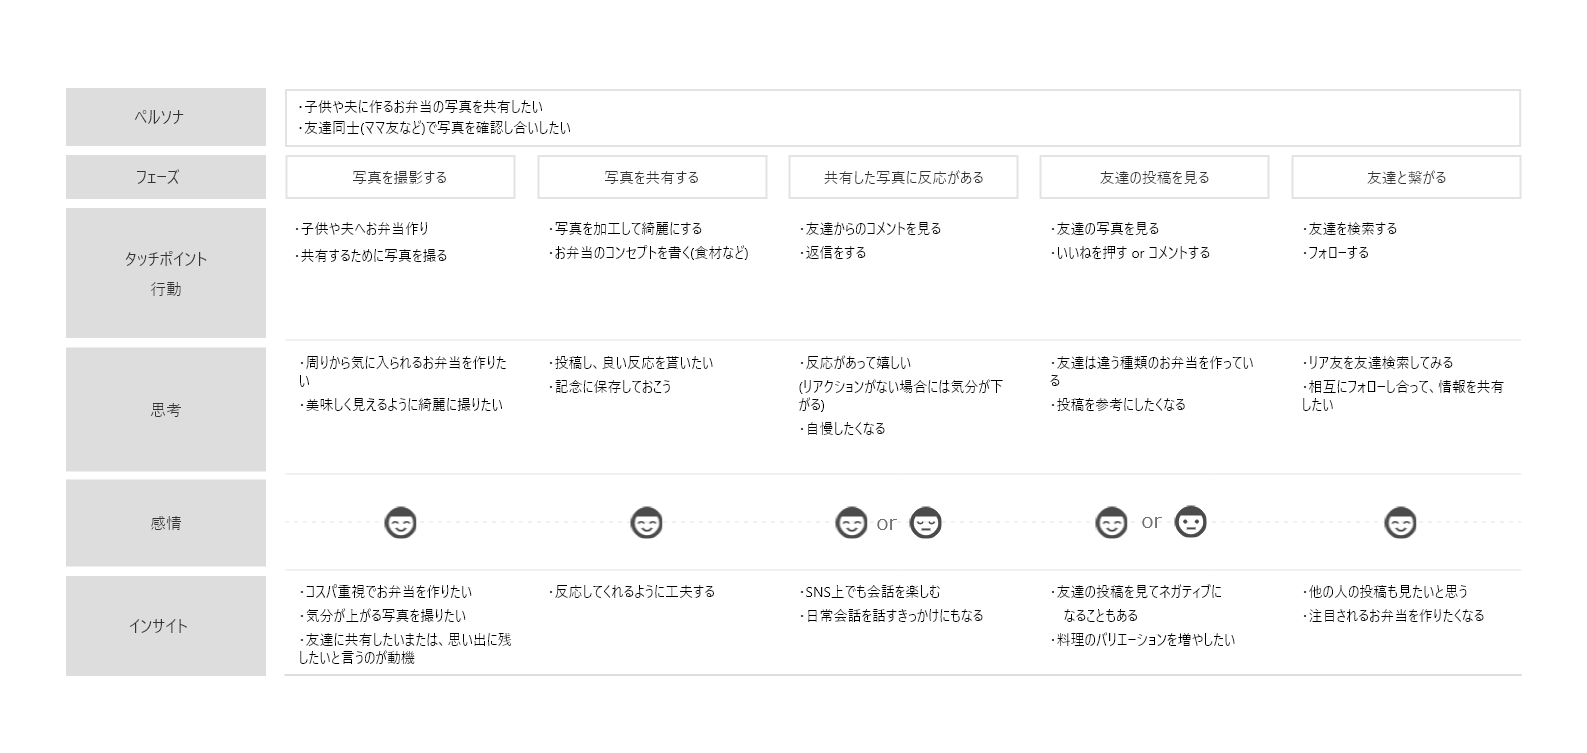 ペルソナ
・子供や夫に作るお弁当の写真を共有したい
・友達同士(ママ友など)で写真を確認し合いしたい
フェーズ
写真を撮影する
写真を共有する
共有した写真に反応がある
友達の投稿を見る
友達と繋がる
タッチポイント
行動
・子供や夫へお弁当作り
・共有するために写真を撮る
・写真を加工して綺麗にする
・お弁当のコンセプトを書く(食材など)
・友達からのコメントを見る
・返信をする
・友達の写真を見る
・いいねを押す or コメントする
・友達を検索する
・フォローする
思考
・周りから気に入られるお弁当を作りた
い
・美味しく見えるように綺麗に撮りたい
・投稿し、良い反応を貰いたい
・記念に保存しておこう
・反応があって嬉しい
(リアクションがない場合には気分が下
がる)
・自慢したくなる
・友達は違う種類のお弁当を作ってい
る
・投稿を参考にしたくなる
・リア友を友達検索してみる
・相互にフォローし合って、情報を共有
したい
感情
or
or
インサイト
・コスパ重視でお弁当を作りたい
・気分が上がる写真を撮りたい
・友達に共有したいまたは、思い出に残
したいと言うのが動機
・反応してくれるように工夫する
・SNS上でも会話を楽しむ
・日常会話を話すきっかけにもなる
・友達の投稿を見てネガティブに
なることもある
・料理のバリエーションを増やしたい
・他の人の投稿も見たいと思う
・注目されるお弁当を作りたくなる